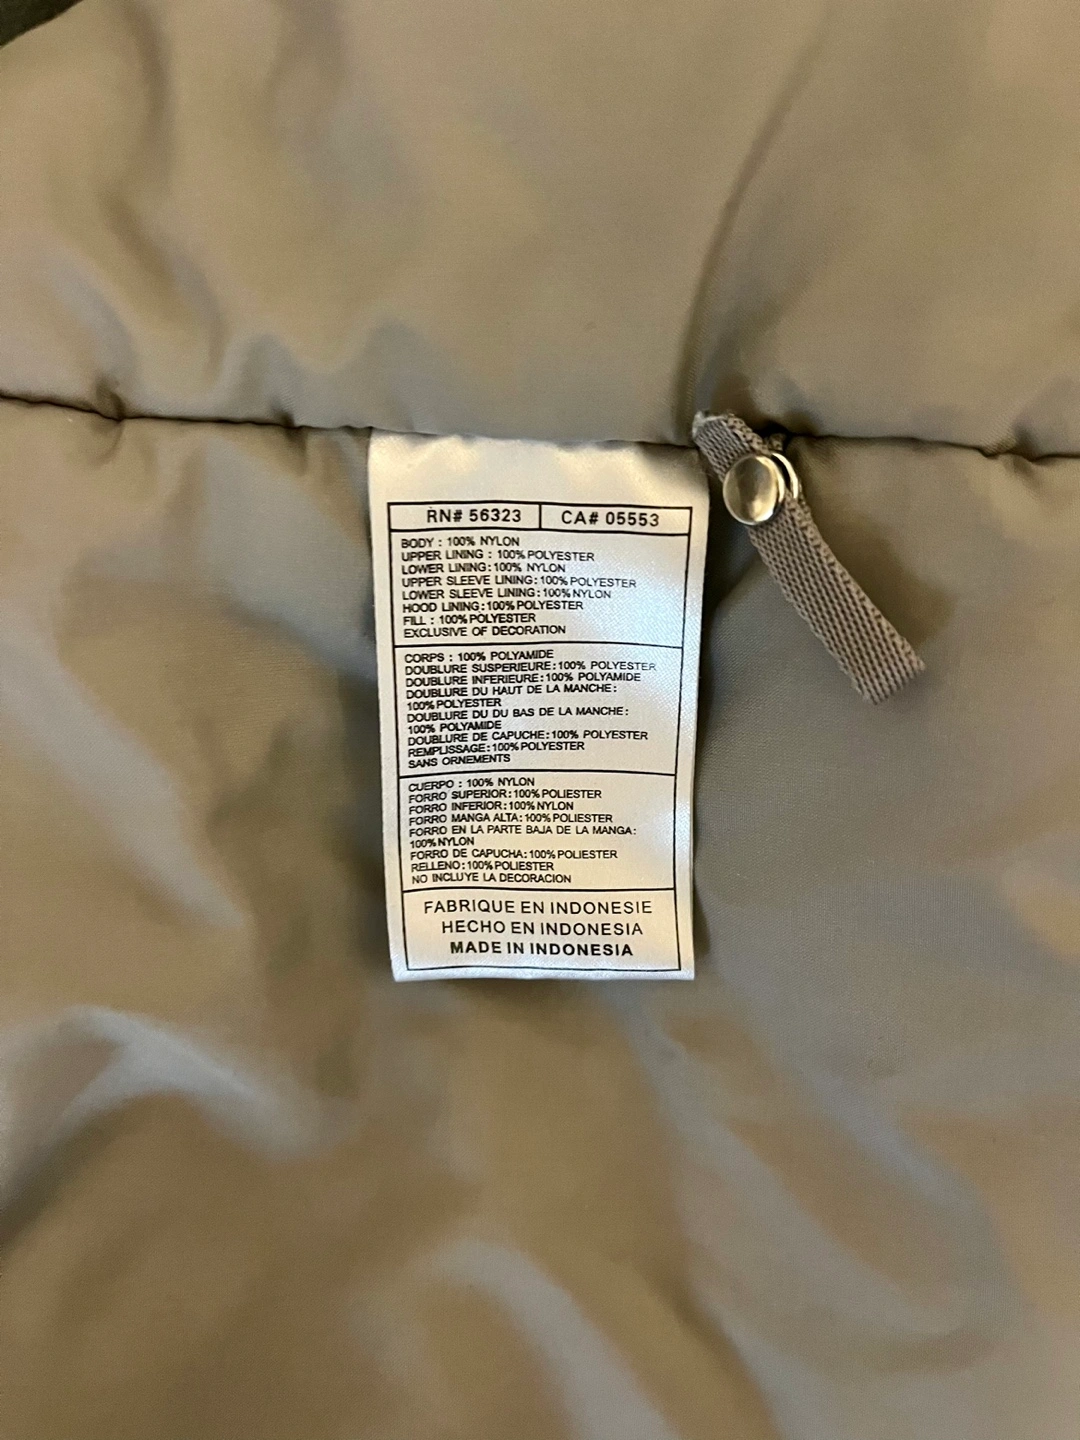 RN# 56323 CA# 05553
BODY : 100% NYLON
UPPER LINING : 100% POLYESTER
LOWER LINING: 100% NYLON
UPPER SLEEVE LINING: 100% POLYESTER
LOWER SLEEVE LINING: 100% NYLON
HOOD LINING: 100% POLYESTER
FILL : 100% POLYESTER
EXCLUSIVE OF DECORATION
CORPS : 100% POLYAMIDE
DOUBLURE SUSPERIEURE: 100% POLYESTER
DOUBLURE INFERIEURE: 100% POLYAMIDE
DOUBLURE DU HAUT DE LA MANCHE:
100% POLYESTER
DOUBLURE DU DU BAS DE LA MANCHE:
100% POLYAMIDE
DOUBLURE DE CAPUCHE: 100% POLYESTER
REMPLISSAGE: 100% POLYESTER
SANS ORNEMENTS
CUERPO : 100% NYLON
FORRO SUPERIOR: 100% POLIESTER
FORRO INFERIOR: 100% NYLON
FORRO MANGA ALTA: 100% POLIESTER
FORRO EN LA PARTE BAJA DE LA MANGA:
100% NYLON
FORRO DE CAPUCHA: 100% POLIESTER
RELLENO: 100% POLIESTER
NO INCLUYE LA DECORACION
FABRIQUE EN INDONESIE
HECHO EN INDONESIA
MADE IN INDONESIA